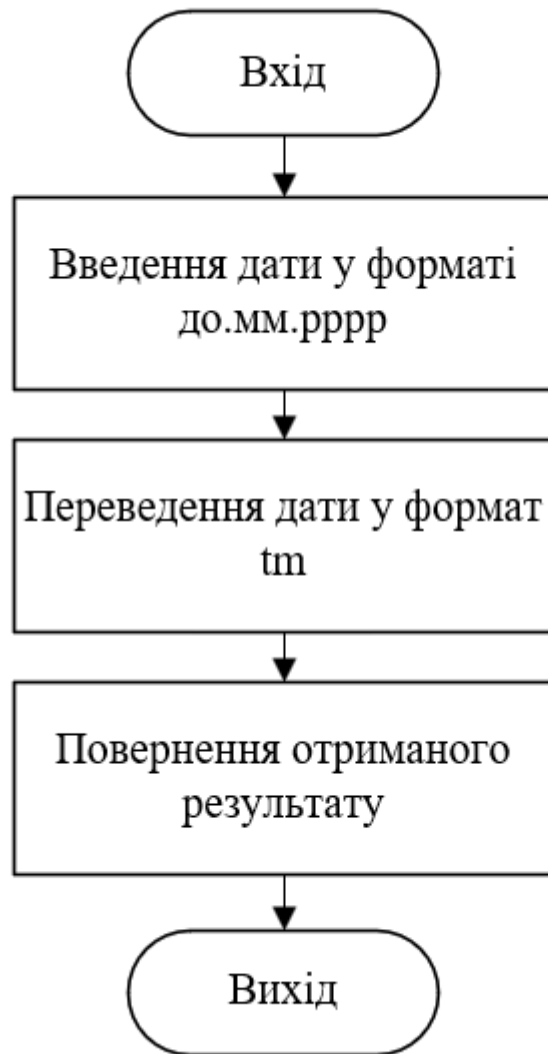 Вхід
Введення дати у форматі
до.мм.рррр
Переведення дати у формат
tm
Повернення отриманого
результату
Вихід